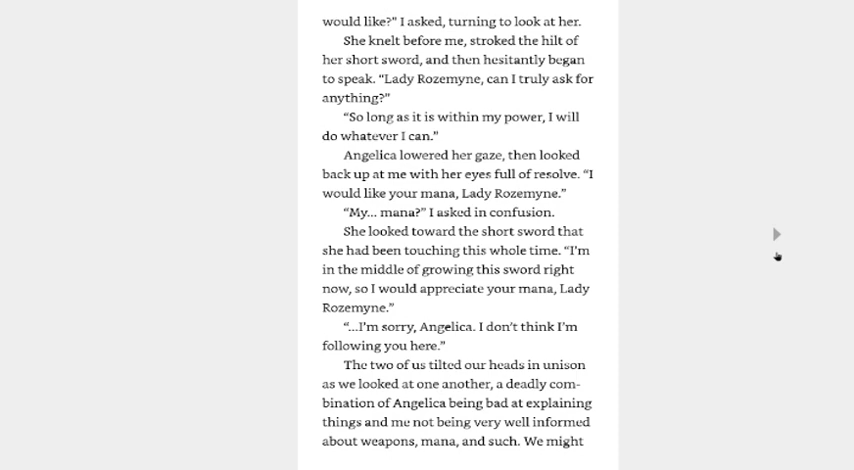 would like?” I asked, turning to look at her.
She knelt before me, stroked the hilt of
her short sword, and then hesitantly began
to speak. “Lady Rozemyne, can I truly ask for
anything?”
“So long as it is within my power, I will
do whatever I can.”
Angelica lowered her gaze, then looked
back up at me with her eyes full of resolve. “I
would like your mana, Lady Rozemyne.”
“My... mana?” I asked in confusion.
She looked toward the short sword that
she had been touching this whole time. “I’m
in the middle of growing this sword right
now, so I would appreciate your mana, Lady
Rozemyne.”
“...I’m sorry, Angelica. I don’t think I’m
following you here.”
The two of us tilted our heads in unison
as we looked at one another, a deadly com-
bination of Angelica being bad at explaining
things and me not being very well informed
about weapons, mana, and such. We might